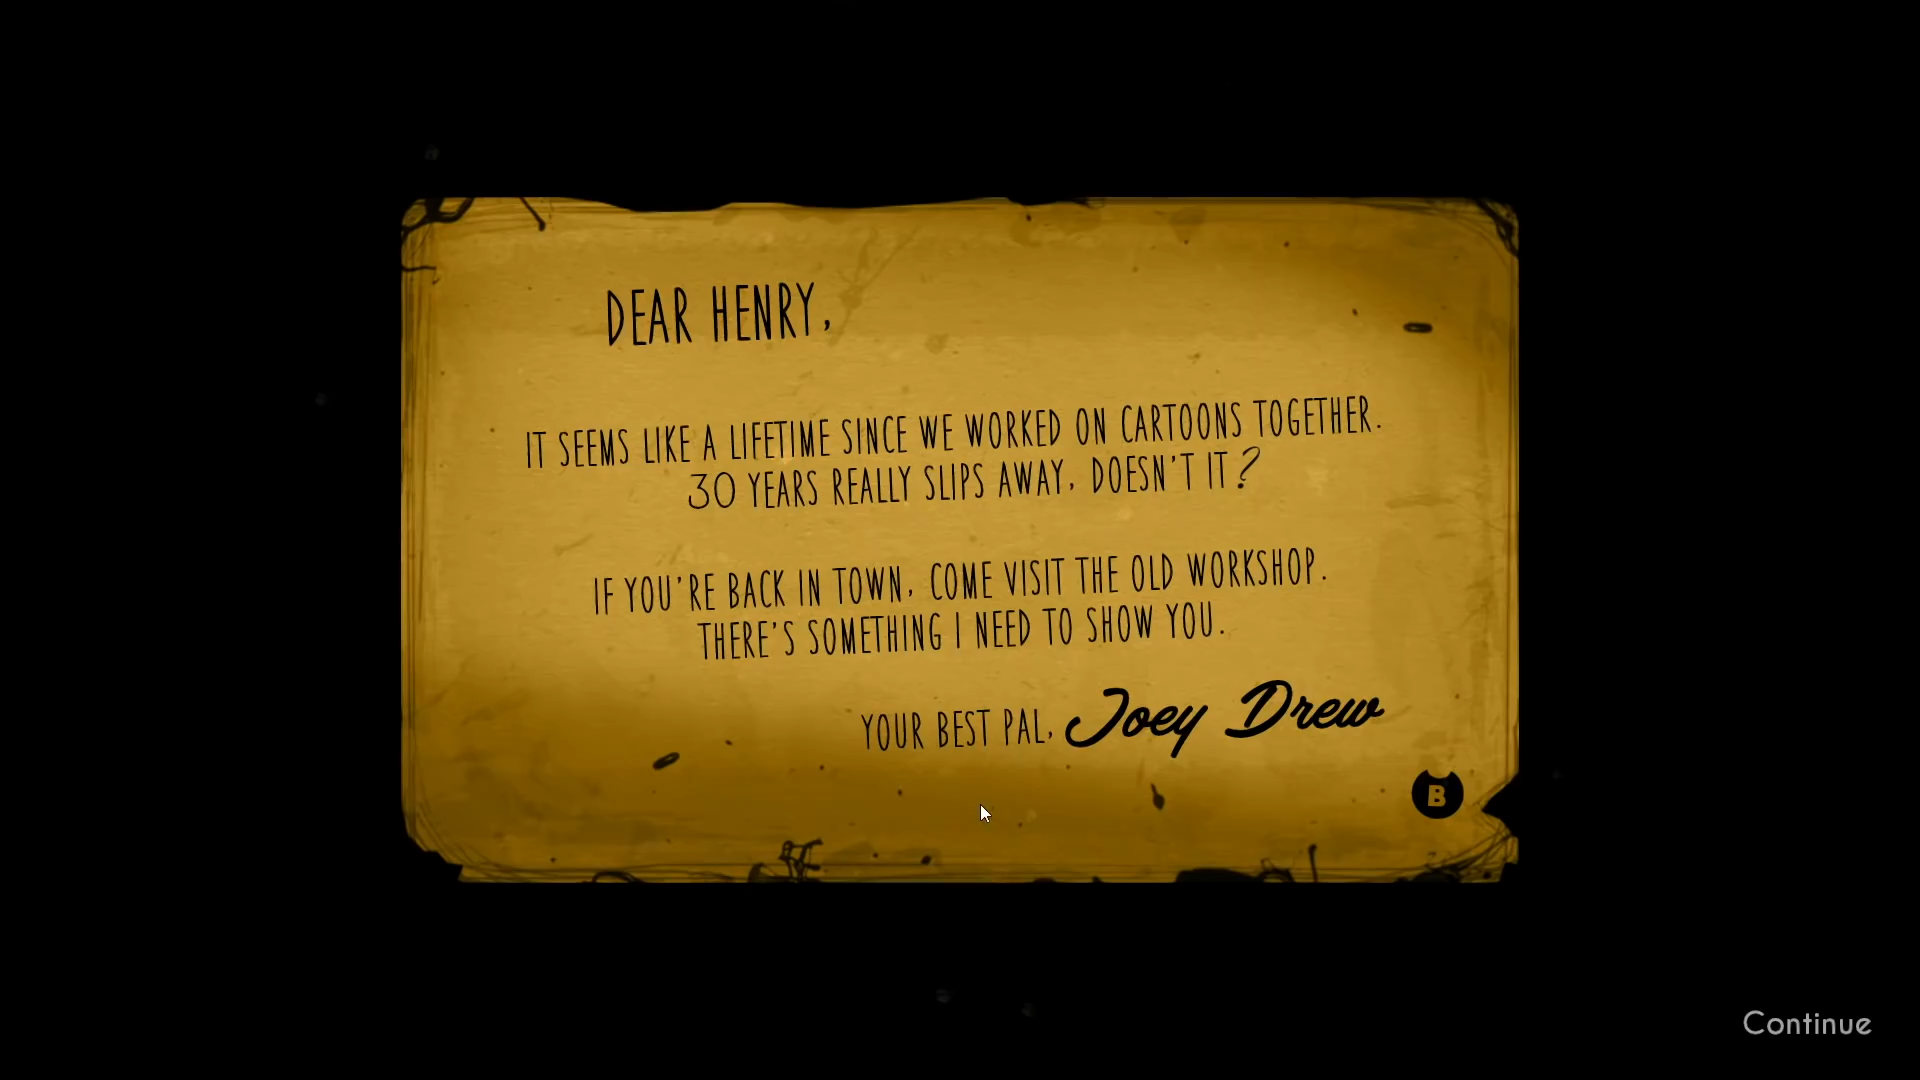 DEAR HENRY,
IT SEEMS LIKE A LIFETIME SINCE WE WORKED ON CARTOONS TOGETHER.
30 YEARS REALLY SLIPS AWAY, DOESN'T IT?
IF YOU'RE BACK IN TOWN, COME VISIT THE OLD WORKSHOP.
THERE'S SOMETHING I NEED TO SHOW YOU.
YOUR BEST PAL, Joey Drew
B
Continue